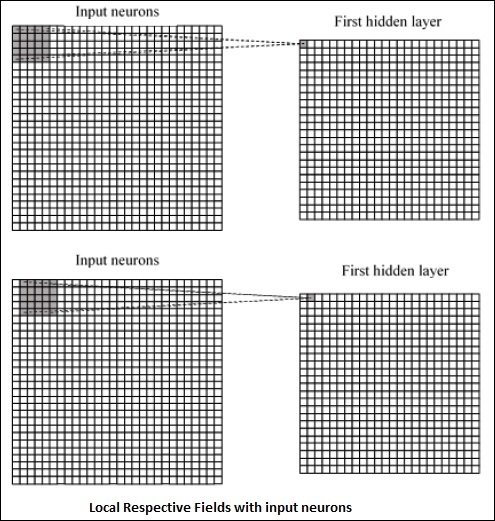 Input neurons
First hidden layer
Input neurons
First hidden layer
Local Respective Fields with input neurons